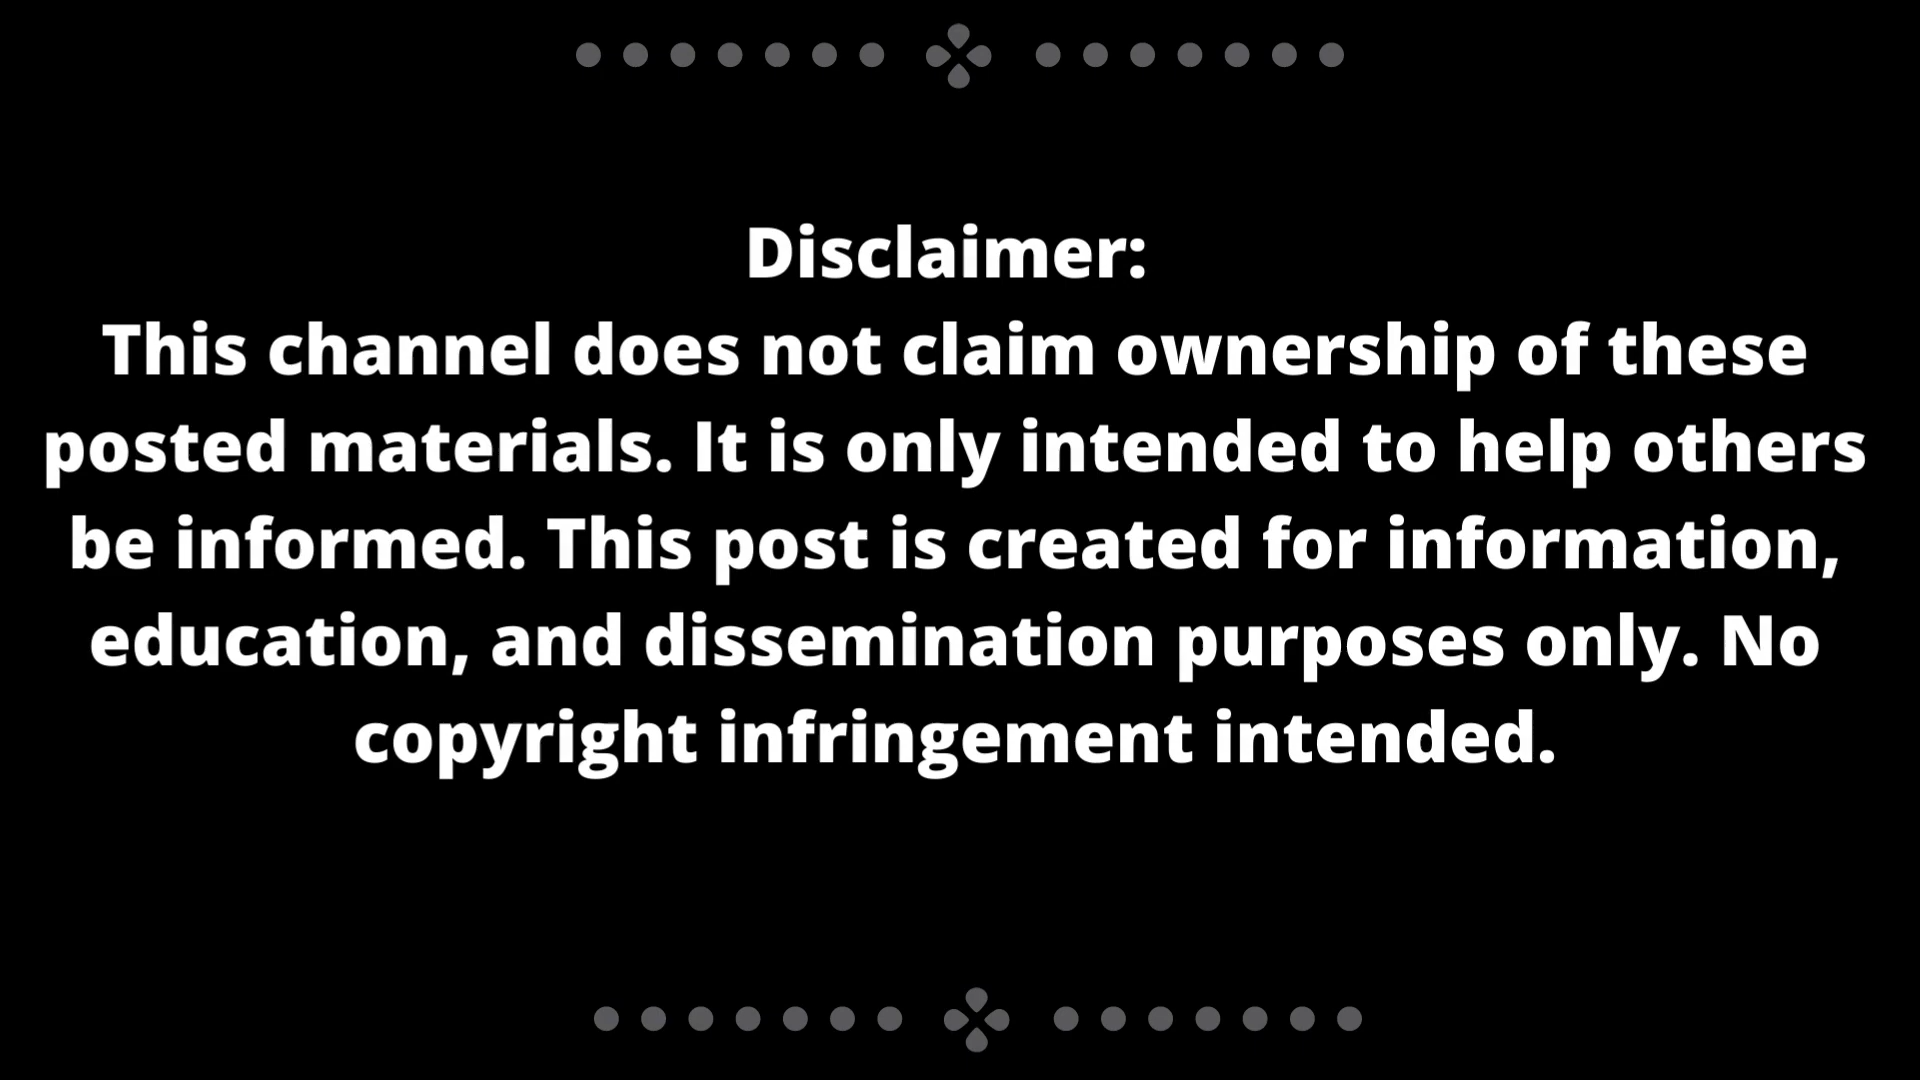 Disclaimer:
This channel does not claim ownership of these
posted materials. It is only intended to help others
be informed. This post is created for information,
education, and dissemination purposes only. No
copyright infringement intended.